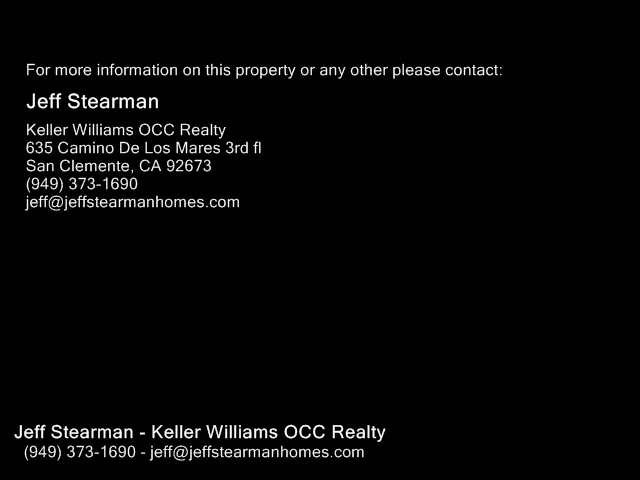 For more information on this property or any other please contact:
Jeff Stearman
Keller Williams OCC Realty
635 Camino De Los Mares 3rd fl
San Clemente, CA 92673
(949) 373-1690
jeff@jeffstearmanhomes.com
Jeff Stearman - Keller Williams OCC Realty
(949) 373-1690 - jeff@jeffstearmanhomes.com